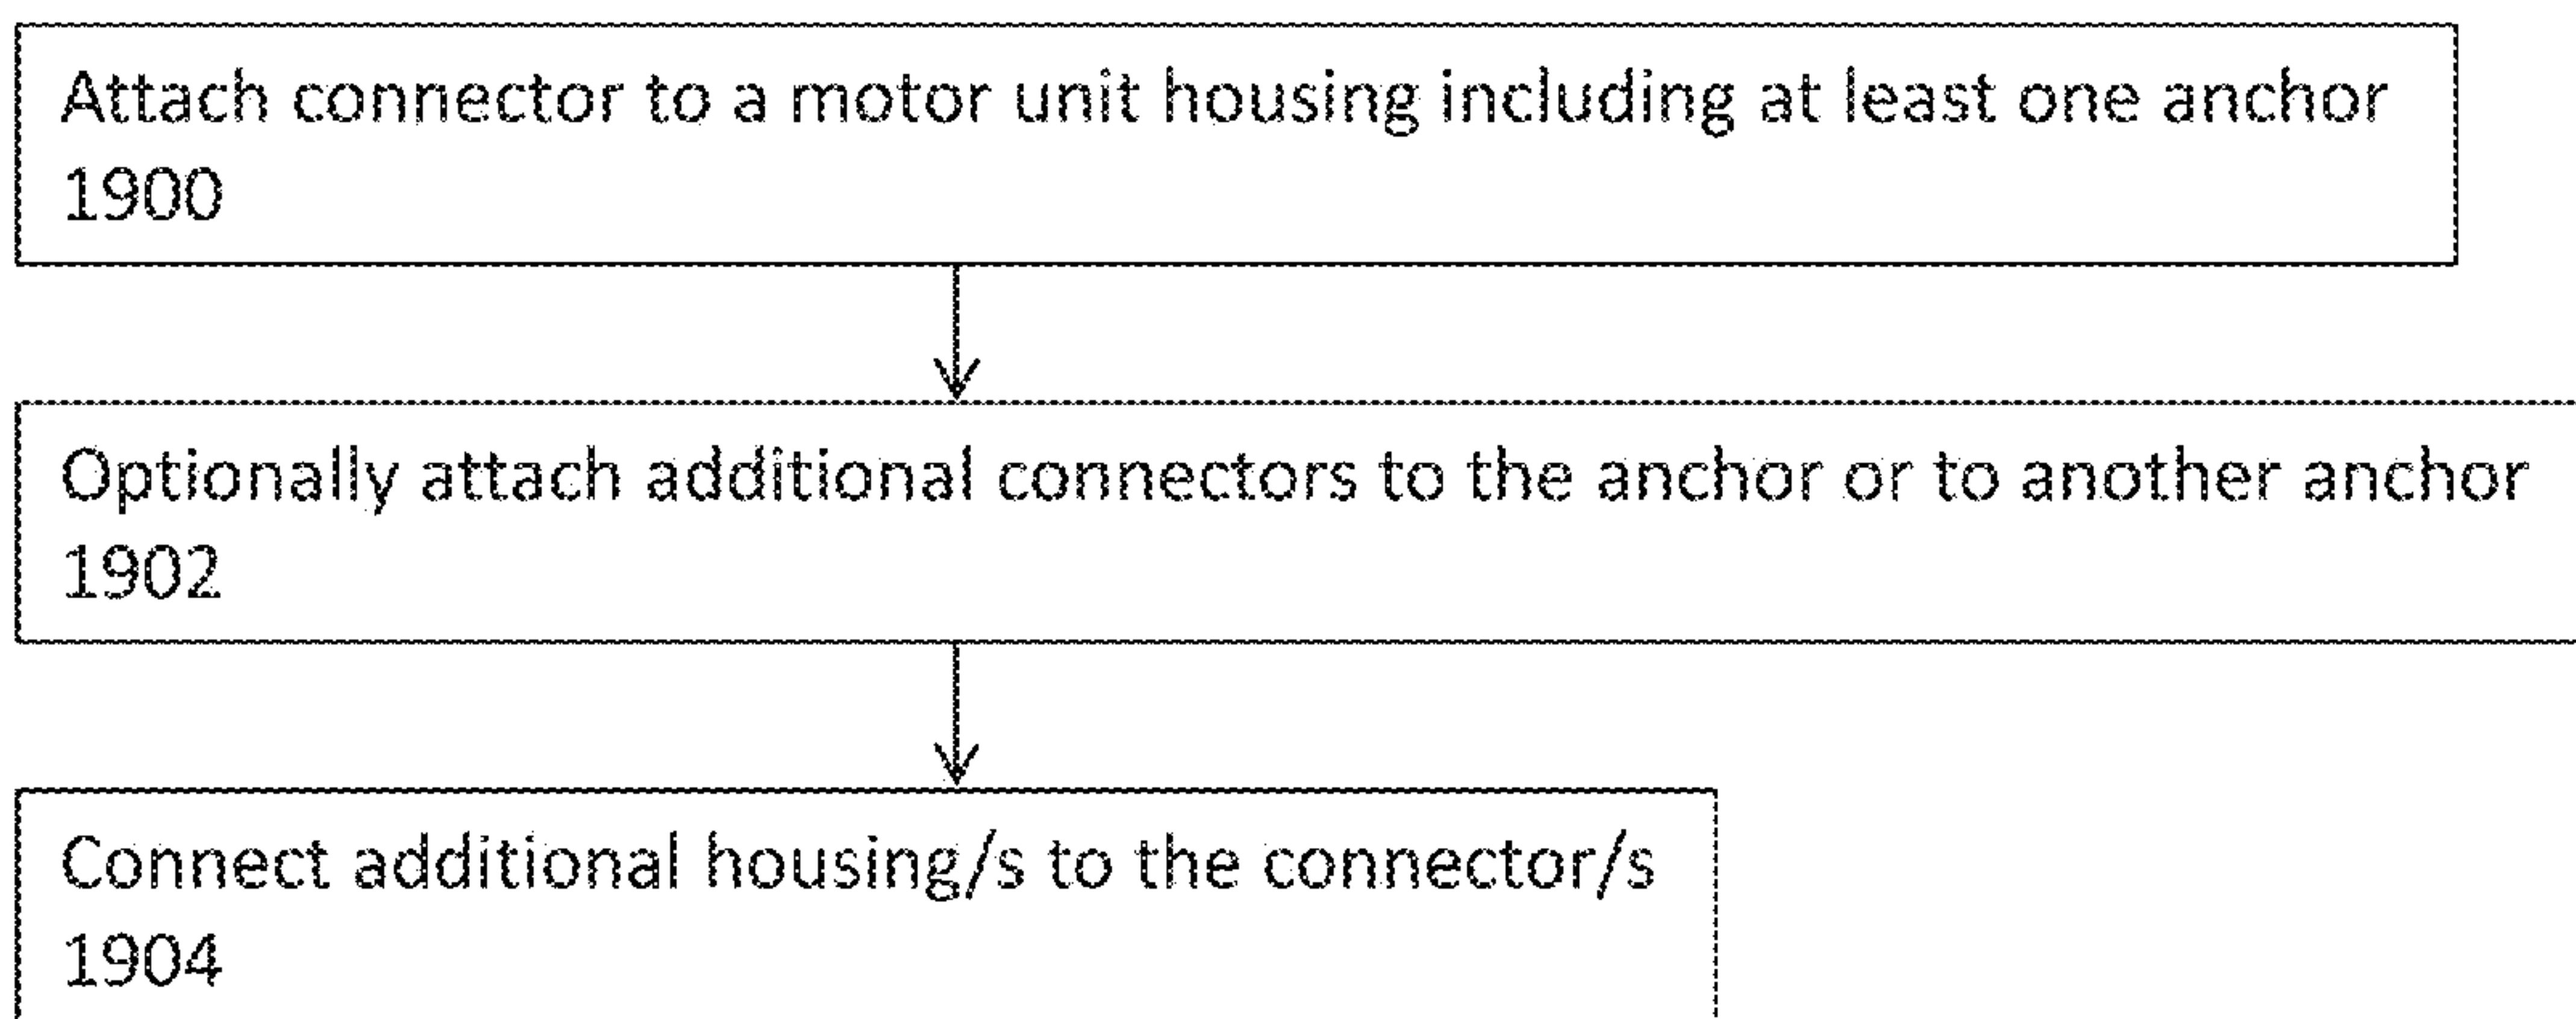 Attach connector to a motor unit housing including at least one anchor
1900
Optionally attach additional connectors to the anchor or to another anchor
1902
Connect additional housing/s to the connector/s
1904